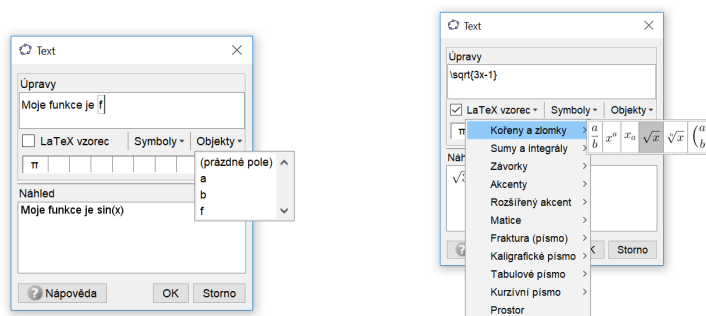 Text
Úpravy
Moje funkce je f
LaTeX vzorec Symboly Objekty
π
(prázdné pole)
a
b
f
Náhled
Moje funkce je sin(x)
Nápověda OK Storno
Text
Úpravy
\sqrt{3x-1}
LaTeX vzorec Symboly Objekty
π
Kořeny a zlomky
a/b x^a x_a √x ⁿ√x
Sumy a integrály
Závorky
Akcenty
Rozšířený akcent
Matice
Fraktura (písmo)
Kaligrafické písmo
Tabulové písmo
Kurzívní písmo
Prostor
Storno